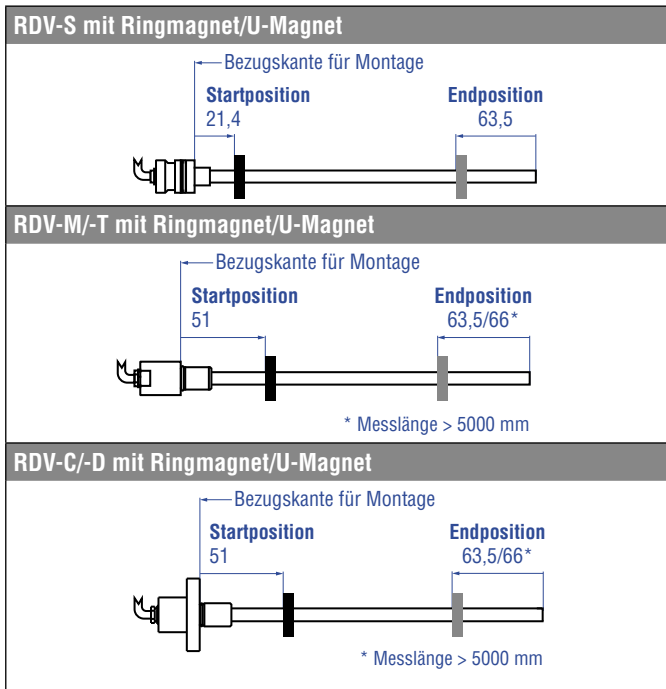 RDV-S mit Ringmagnet/U-Magnet
Bezugskante für Montage
Startposition
21,4
Endposition
63,5
RDV-M/-T mit Ringmagnet/U-Magnet
Bezugskante für Montage
Startposition
51
Endposition
63,5/66*
* Messlänge > 5000 mm
RDV-C/-D mit Ringmagnet/U-Magnet
Bezugskante für Montage
Startposition
51
Endposition
63,5/66*
* Messlänge > 5000 mm